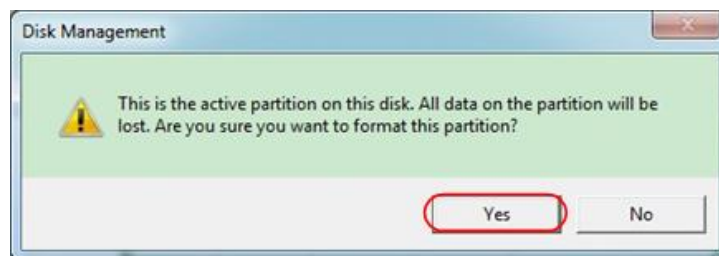 Disk Management
This is the active partition on this disk. All data on the partition will be
lost. Are you sure you want to format this partition?
Yes No